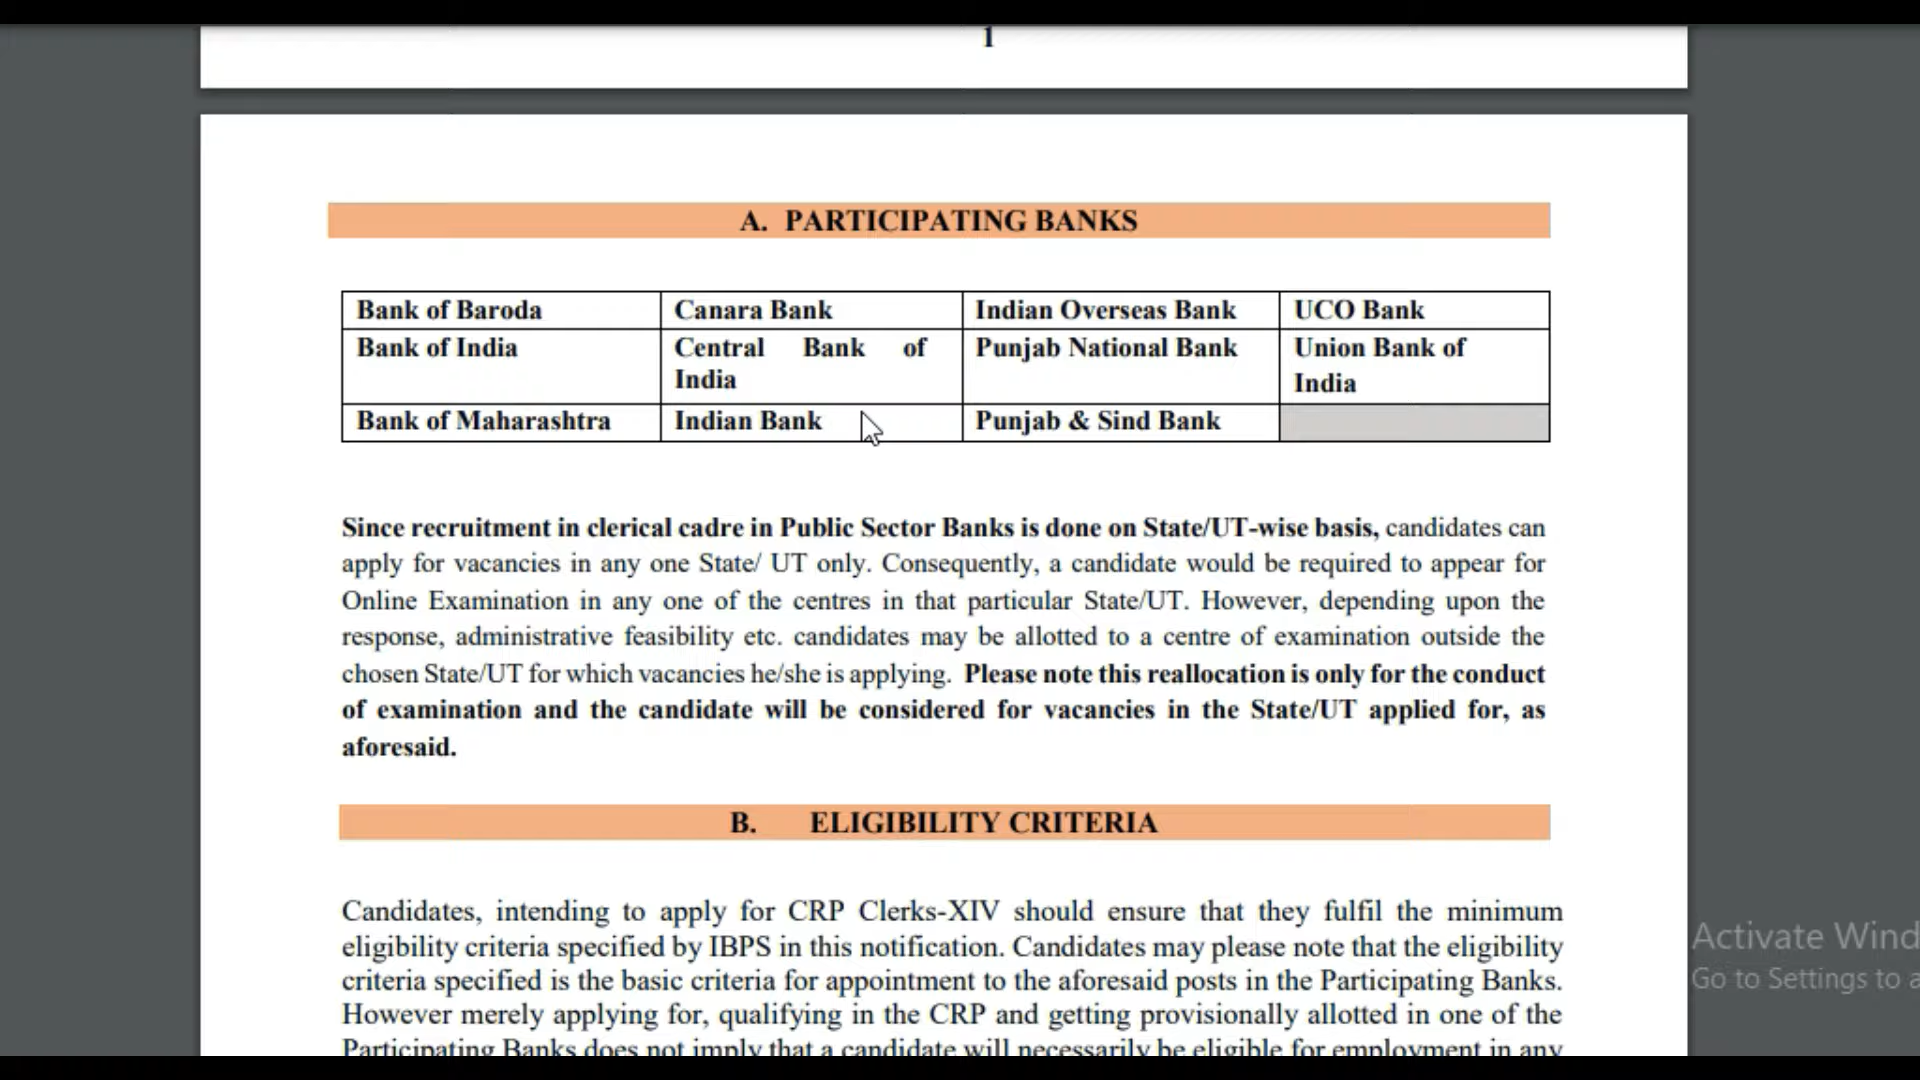 1
A. PARTICIPATING BANKS
Bank of Baroda Canara Bank Indian Overseas Bank UCO Bank
Bank of India Central Bank of India Punjab National Bank Union Bank of India
Bank of Maharashtra Indian Bank Punjab & Sind Bank
Since recruitment in clerical cadre in Public Sector Banks is done on State/UT-wise basis, candidates can
apply for vacancies in any one State/ UT only. Consequently, a candidate would be required to appear for
Online Examination in any one of the centres in that particular State/UT. However, depending upon the
response, administrative feasibility etc. candidates may be allotted to a centre of examination outside the
chosen State/UT for which vacancies he/she is applying. Please note this reallocation is only for the conduct
of examination and the candidate will be considered for vacancies in the State/UT applied for, as
aforesaid.
B. ELIGIBILITY CRITERIA
Candidates, intending to apply for CRP Clerks-XIV should ensure that they fulfil the minimum
eligibility criteria specified by IBPS in this notification. Candidates may please note that the eligibility
criteria specified is the basic criteria for appointment to the aforesaid posts in the Participating Banks.
However merely applying for, qualifying in the CRP and getting provisionally allotted in one of the
Participating Banks does not imply that a candidate will necessarily be eligible for employment in any
Activate Wind
Go to Settings to a